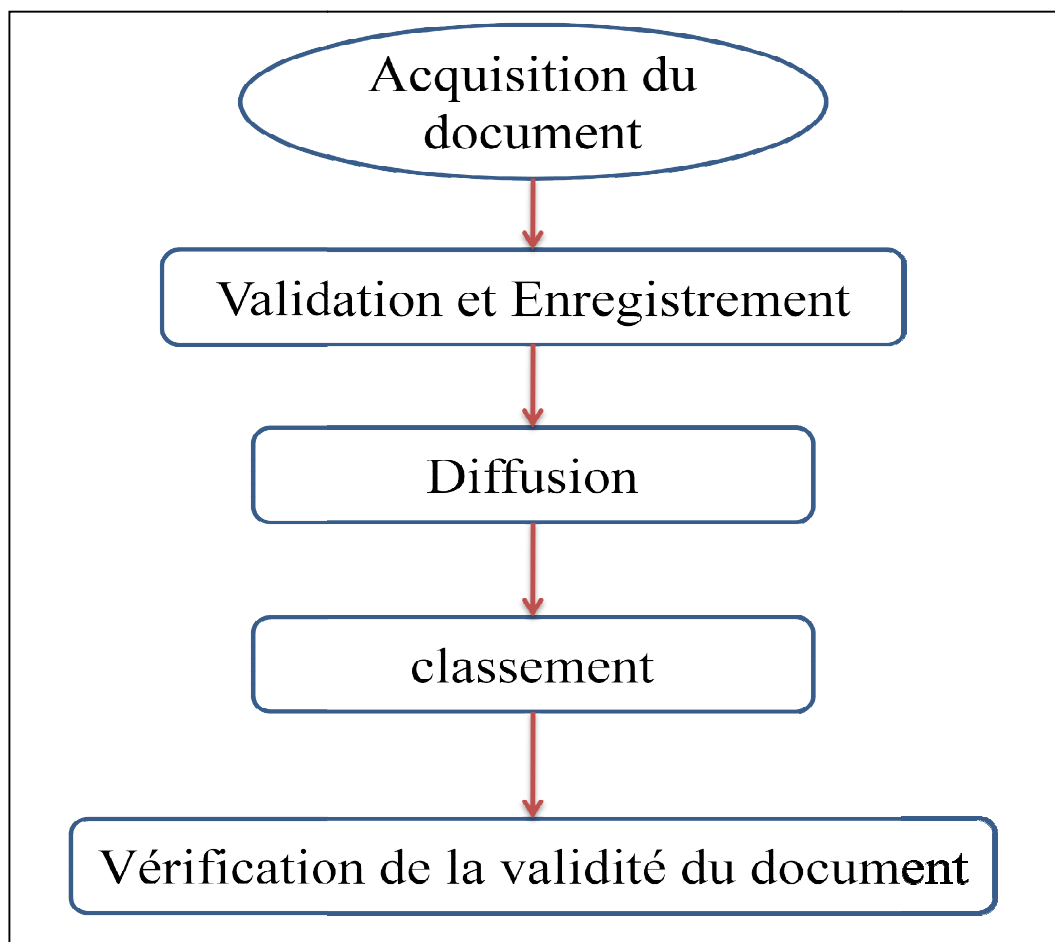 Acquisition du
document
Validation et Enregistrement
Diffusion
classement
Vérification de la validité du document